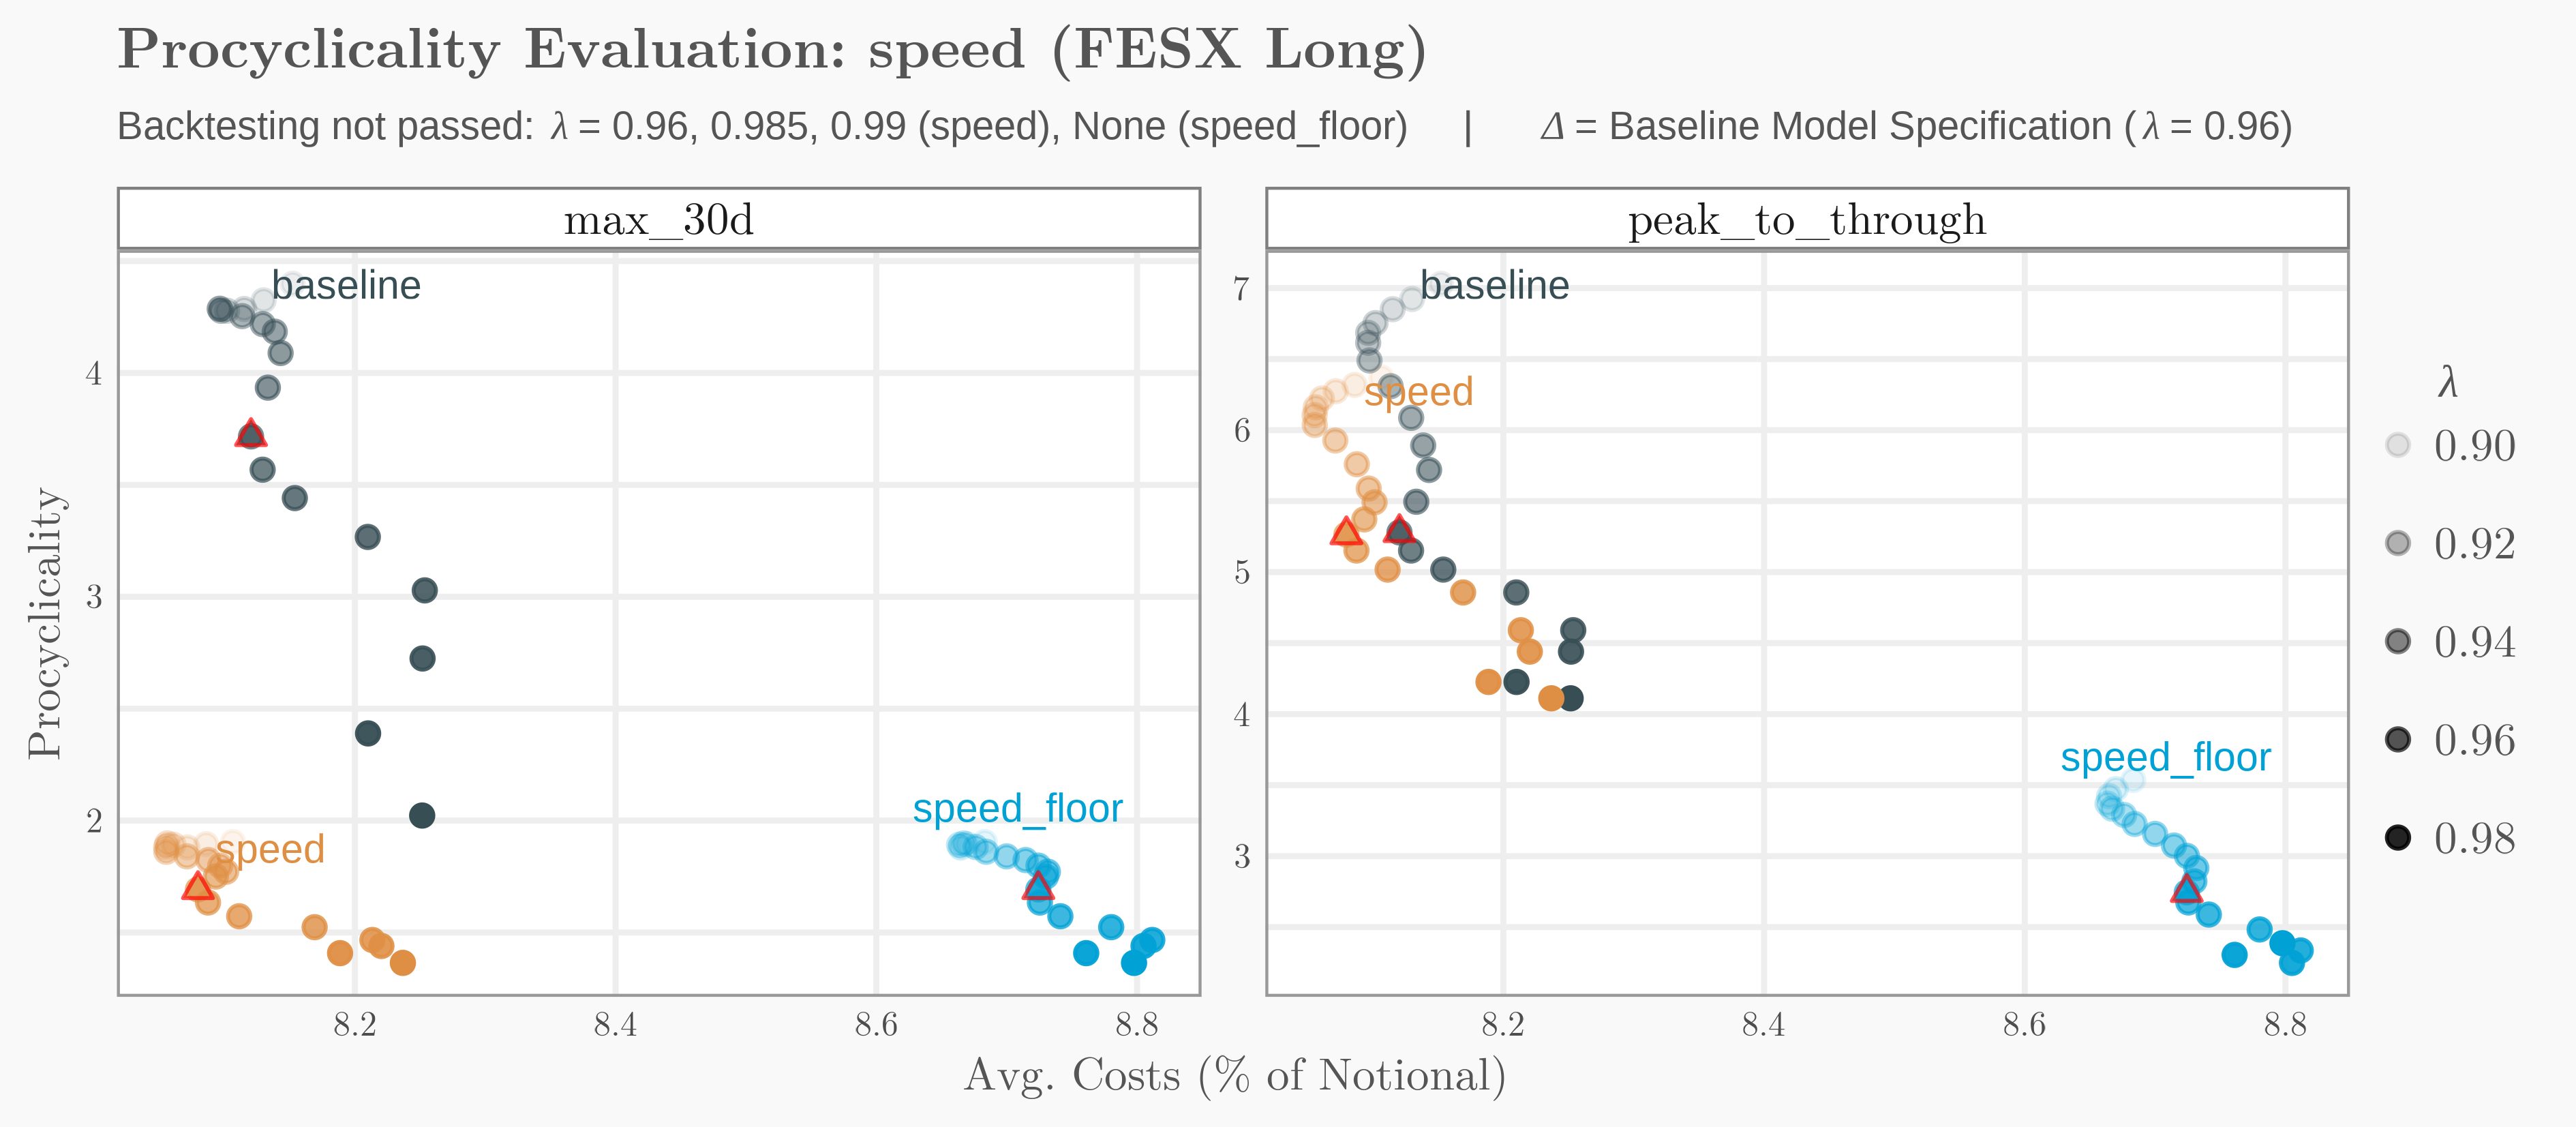 Procyclicality Evaluation: speed (FESX Long)
Backtesting not passed: λ = 0.96, 0.985, 0.99 (speed), None (speed_floor) | Δ = Baseline Model Specification (λ = 0.96)
max_30d
peak_to_through
Procyclicality
4
3
2
baseline
speed
speed_floor
7
6
5
4
3
baseline
speed
speed_floor
8.2
8.4
8.6
8.8
8.2
8.4
8.6
8.8
Avg. Costs (% of Notional)
λ
0.90
0.92
0.94
0.96
0.98